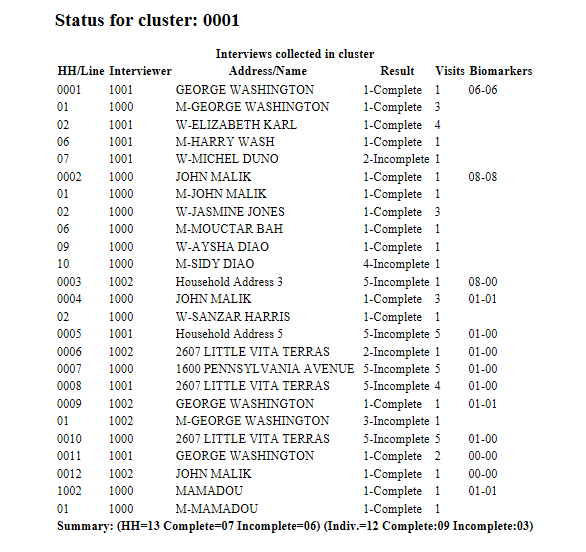 Status for cluster: 0001
Interviews collected in cluster
HH/Line Interviewer Address/Name Result Visits Biomarkers
0001 1001 GEORGE WASHINGTON 1-Complete 1 06-06
01 1000 M-GEORGE WASHINGTON 1-Complete 3
02 1001 W-ELIZABETH KARL 1-Complete 4
06 1001 M-HARRY WASH 1-Complete 1
07 1001 W-MICHEL DUNO 2-Incomplete 1
0002 1000 JOHN MALIK 1-Complete 1 08-08
01 1000 M-JOHN MALIK 1-Complete 1
02 1000 W-JASMINE JONES 1-Complete 3
06 1000 M-MOUCTAR BAH 1-Complete 1
09 1000 W-AYSHA DIAO 1-Complete 1
10 1000 M-SIDY DIAO 4-Incomplete 1
0003 1002 Household Address 3 5-Incomplete 1 08-00
0004 1000 JOHN MALIK 1-Complete 3 01-01
02 1000 W-SANZAR HARRIS 1-Complete 1
0005 1001 Household Address 5 5-Incomplete 5 01-00
0006 1002 2607 LITTLE VITA TERRAS 2-Incomplete 1 01-00
0007 1000 1600 PENNSYLVANIA AVENUE 5-Incomplete 5 01-00
0008 1001 2607 LITTLE VITA TERRAS 5-Incomplete 4 01-00
0009 1002 GEORGE WASHINGTON 1-Complete 1 01-01
01 1002 M-GEORGE WASHINGTON 3-Incomplete 1
0010 1000 2607 LITTLE VITA TERRAS 5-Incomplete 5 01-00
0011 1001 GEORGE WASHINGTON 1-Complete 2 00-00
0012 1002 JOHN MALIK 1-Complete 1 00-00
1002 1000 MAMADOU 1-Complete 1 01-01
01 1000 M-MAMADOU 1-Complete 1
Summary: (HH=13 Complete=07 Incomplete=06) (Indiv.=12 Complete:09 Incomplete:03)